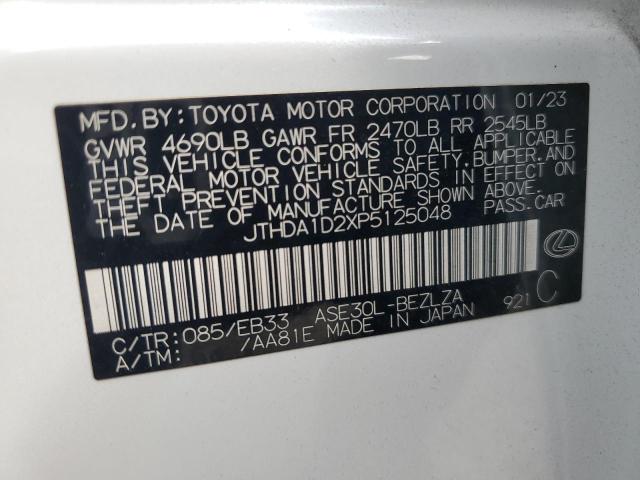 MFD. BY: TOYOTA MOTOR CORPORATION 01/23
GVWR 4690LB GAWR FR 2470LB RR 2545LB
THIS VEHICLE CONFORMS TO ALL APPLICABLE
FEDERAL MOTOR VEHICLE SAFETY, BUMPER, AND
THEFT PREVENTION STANDARDS IN EFFECT ON
THE DATE OF MANUFACTURE SHOWN ABOVE.
JTHDA1D2XP5125048 PASS.CAR
C/TR: 085/EB33 ASE30L-BEZLZA 921 C
A/TM: /AA81E MADE IN JAPAN